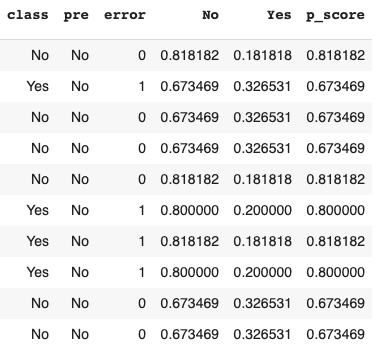 class pre error No Yes p_score
No No 0 0.818182 0.181818 0.818182
Yes No 1 0.673469 0.326531 0.673469
No No 0 0.673469 0.326531 0.673469
No No 0 0.673469 0.326531 0.673469
No No 0 0.818182 0.181818 0.818182
Yes No 1 0.800000 0.200000 0.800000
Yes No 1 0.818182 0.181818 0.818182
Yes No 1 0.800000 0.200000 0.800000
No No 0 0.673469 0.326531 0.673469
No No 0 0.673469 0.326531 0.673469